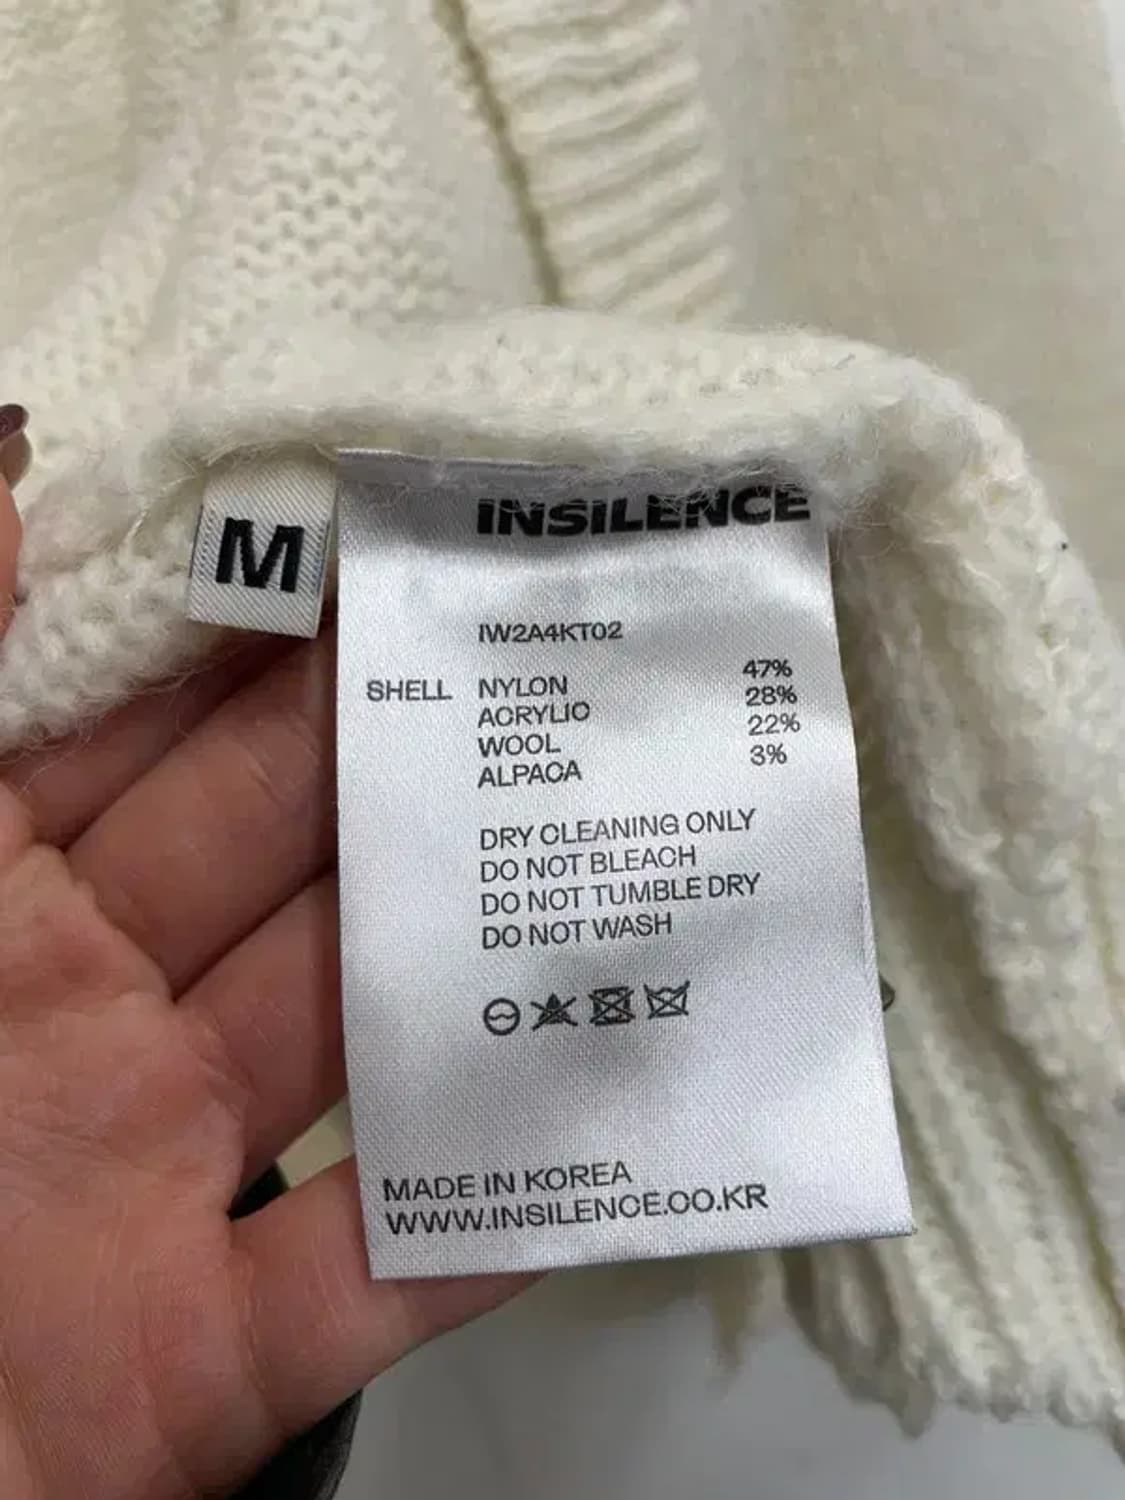 M
INSILENCE
IW2A4KT02
SHELL NYLON 47%
ACRYLIC 28%
WOOL 22%
ALPACA 3%
DRY CLEANING ONLY
DO NOT BLEACH
DO NOT TUMBLE DRY
DO NOT WASH
MADE IN KOREA
WWW.INSILENCE.CO.KR